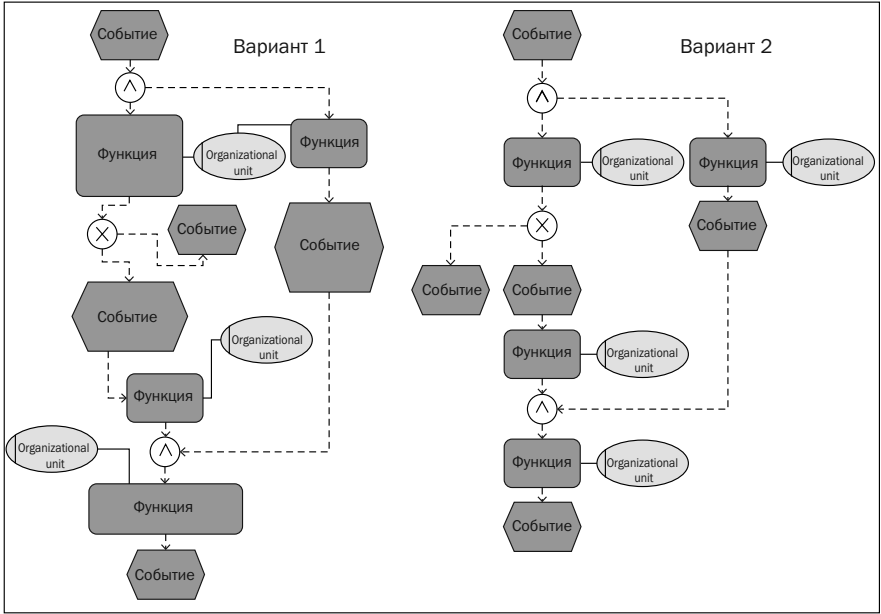 Вариант 1
Событие
Функция
Organizational
unit
Функция
Событие
Событие
Событие
Organizational
unit
Функция
Organizational
unit
Функция
Событие
Вариант 2
Событие
Функция
Organizational
unit
Функция
Organizational
unit
Событие
Событие
Событие
Функция
Organizational
unit
Функция
Organizational
unit
Событие